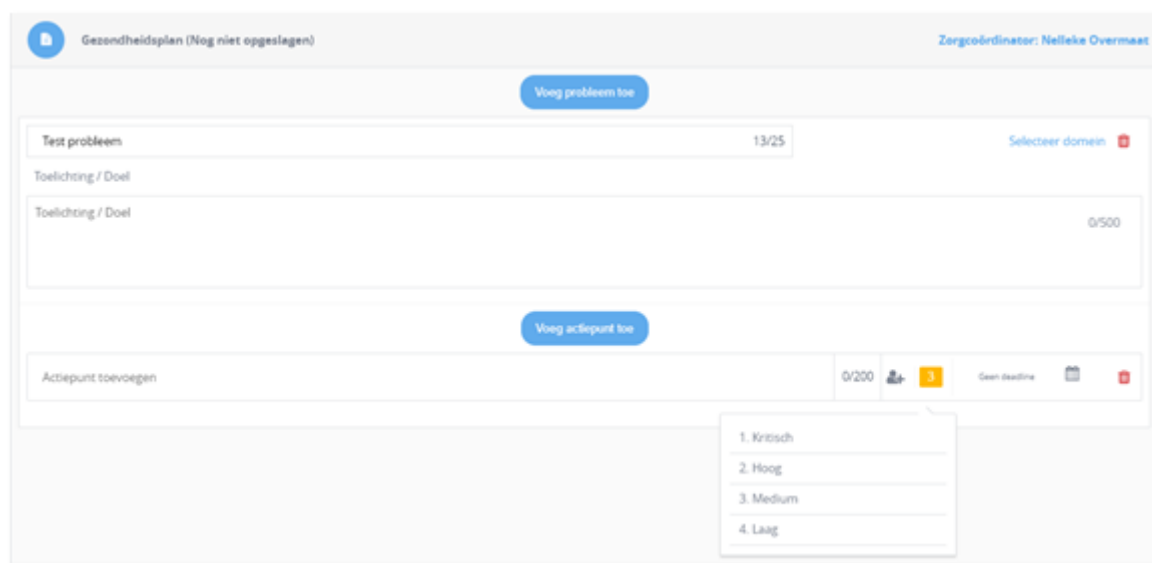 Gezondheidsplan (Nog niet opgeslagen)
Zorgcoördinator: Nelleke Overmaat
Voeg probleem toe
Test probleem 13/25
Selecteer domein
Toelichting / Doel
Toelichting / Doel
0/500
Voeg actiepunt toe
Actiepunt toevoegen 0/200 3 Geen deadline
1. Kritisch
2. Hoog
3. Medium
4. Laag